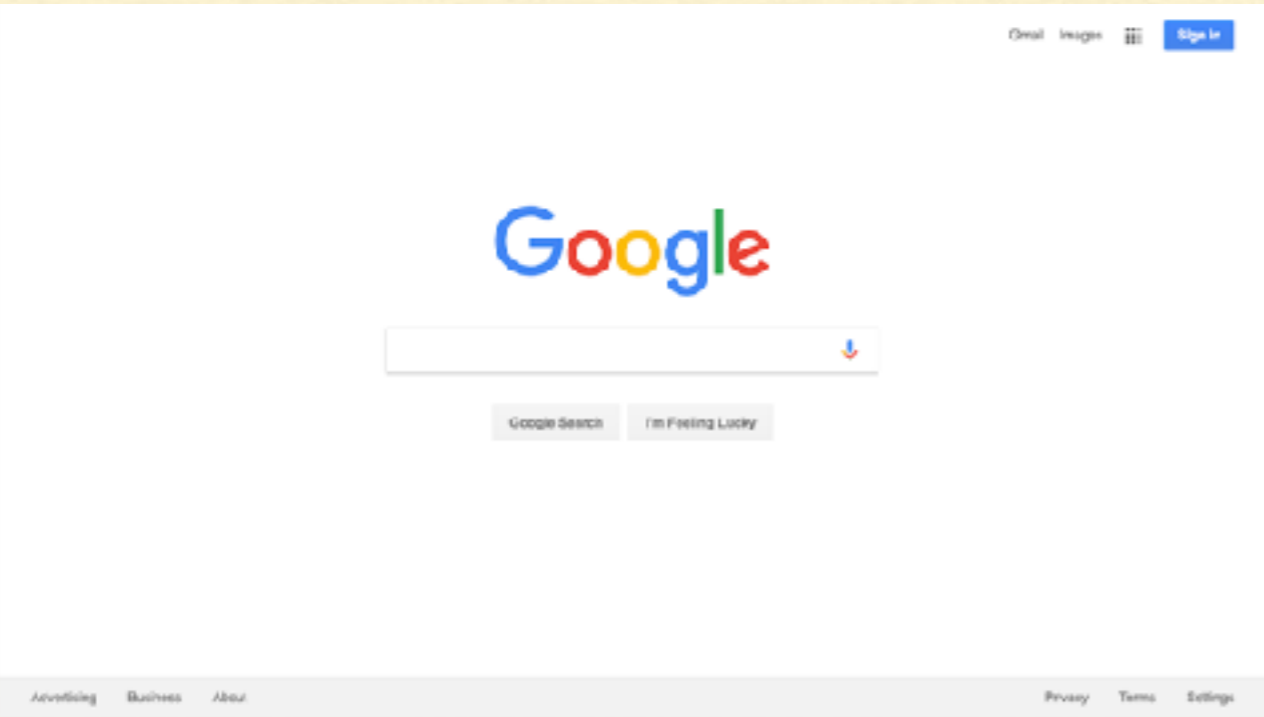 Gmail Images Sign in
Google
Google Search I'm Feeling Lucky
Advertising Business About Privacy Terms Settings